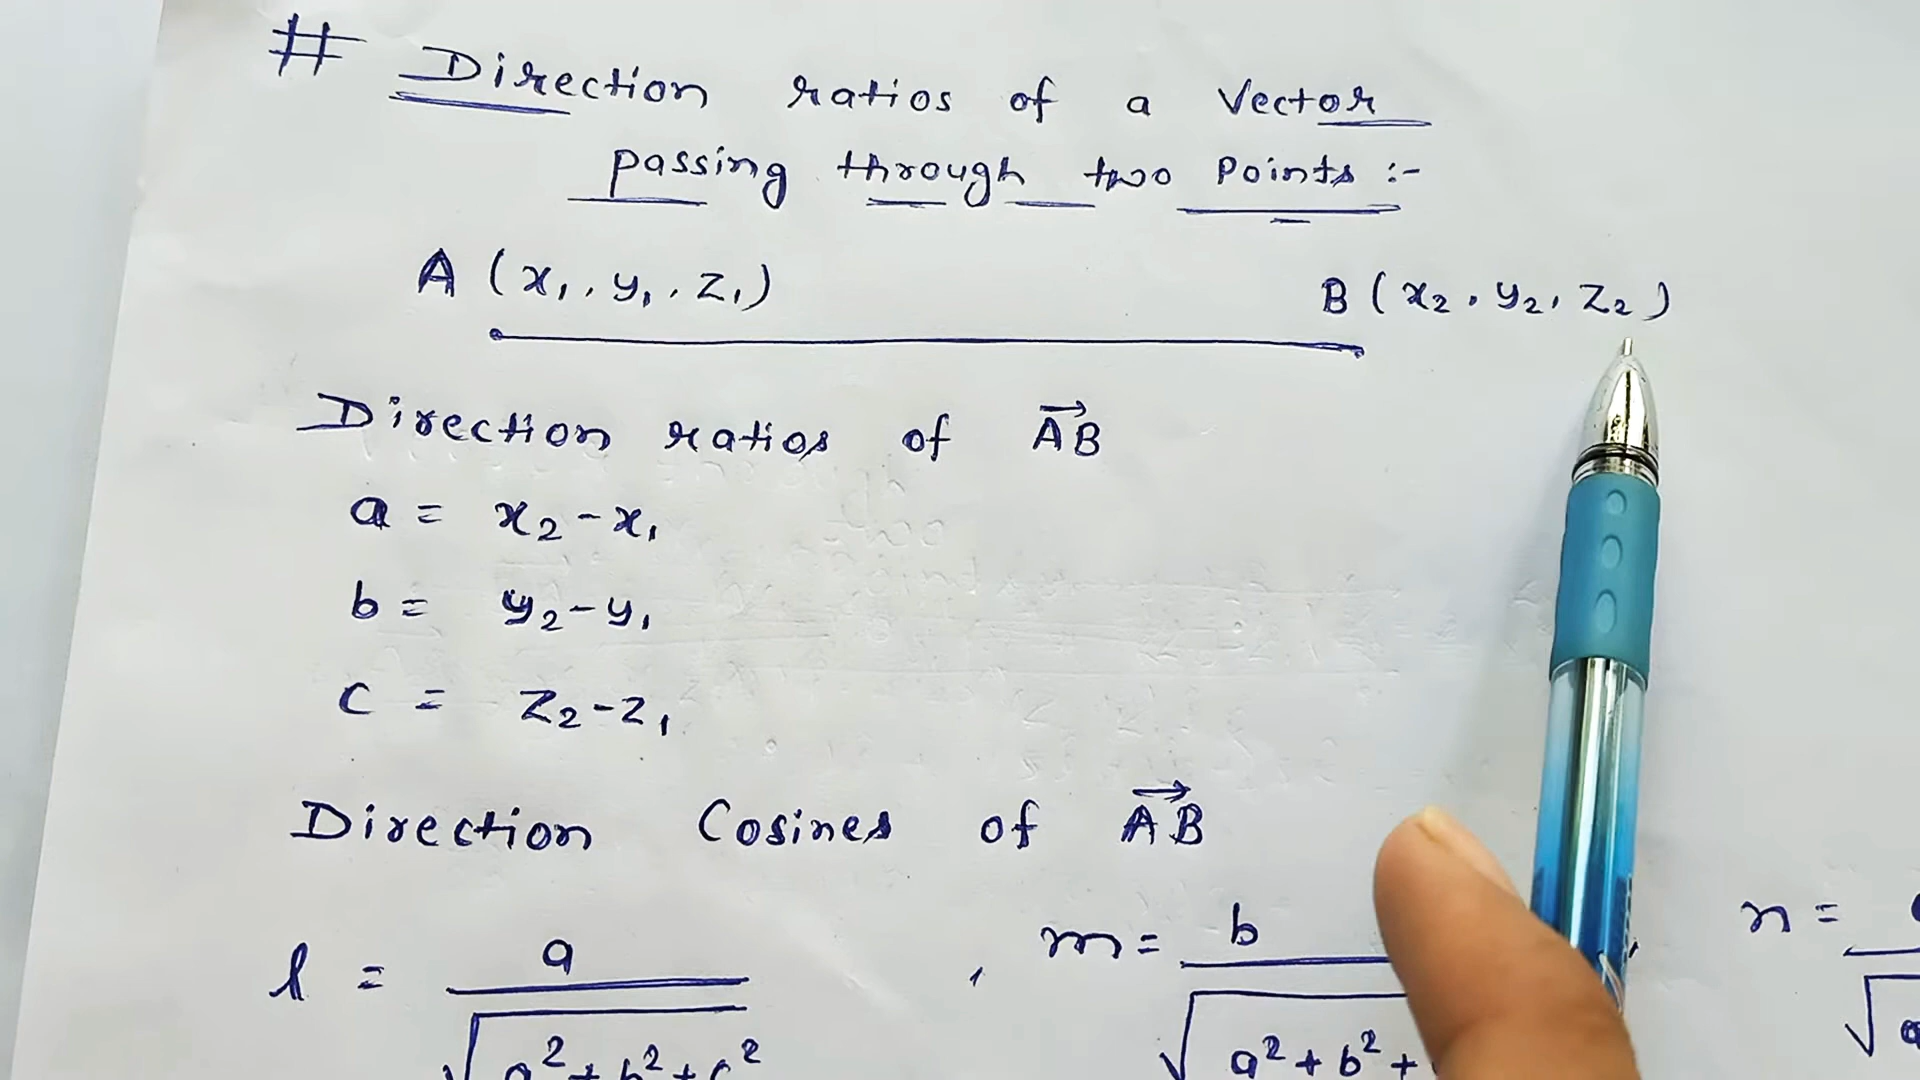 # Direction ratios of a Vector
passing through two Points :-
A (x₁, y₁, z₁) B (x₂, y₂, z₂)
Direction ratios of →AB
a = x₂ - x₁
b = y₂ - y₁
c = z₂ - z₁
Direction Cosines of →AB
l = a / √(a² + b² + c²) , m = b / √(a² + b² + , n =